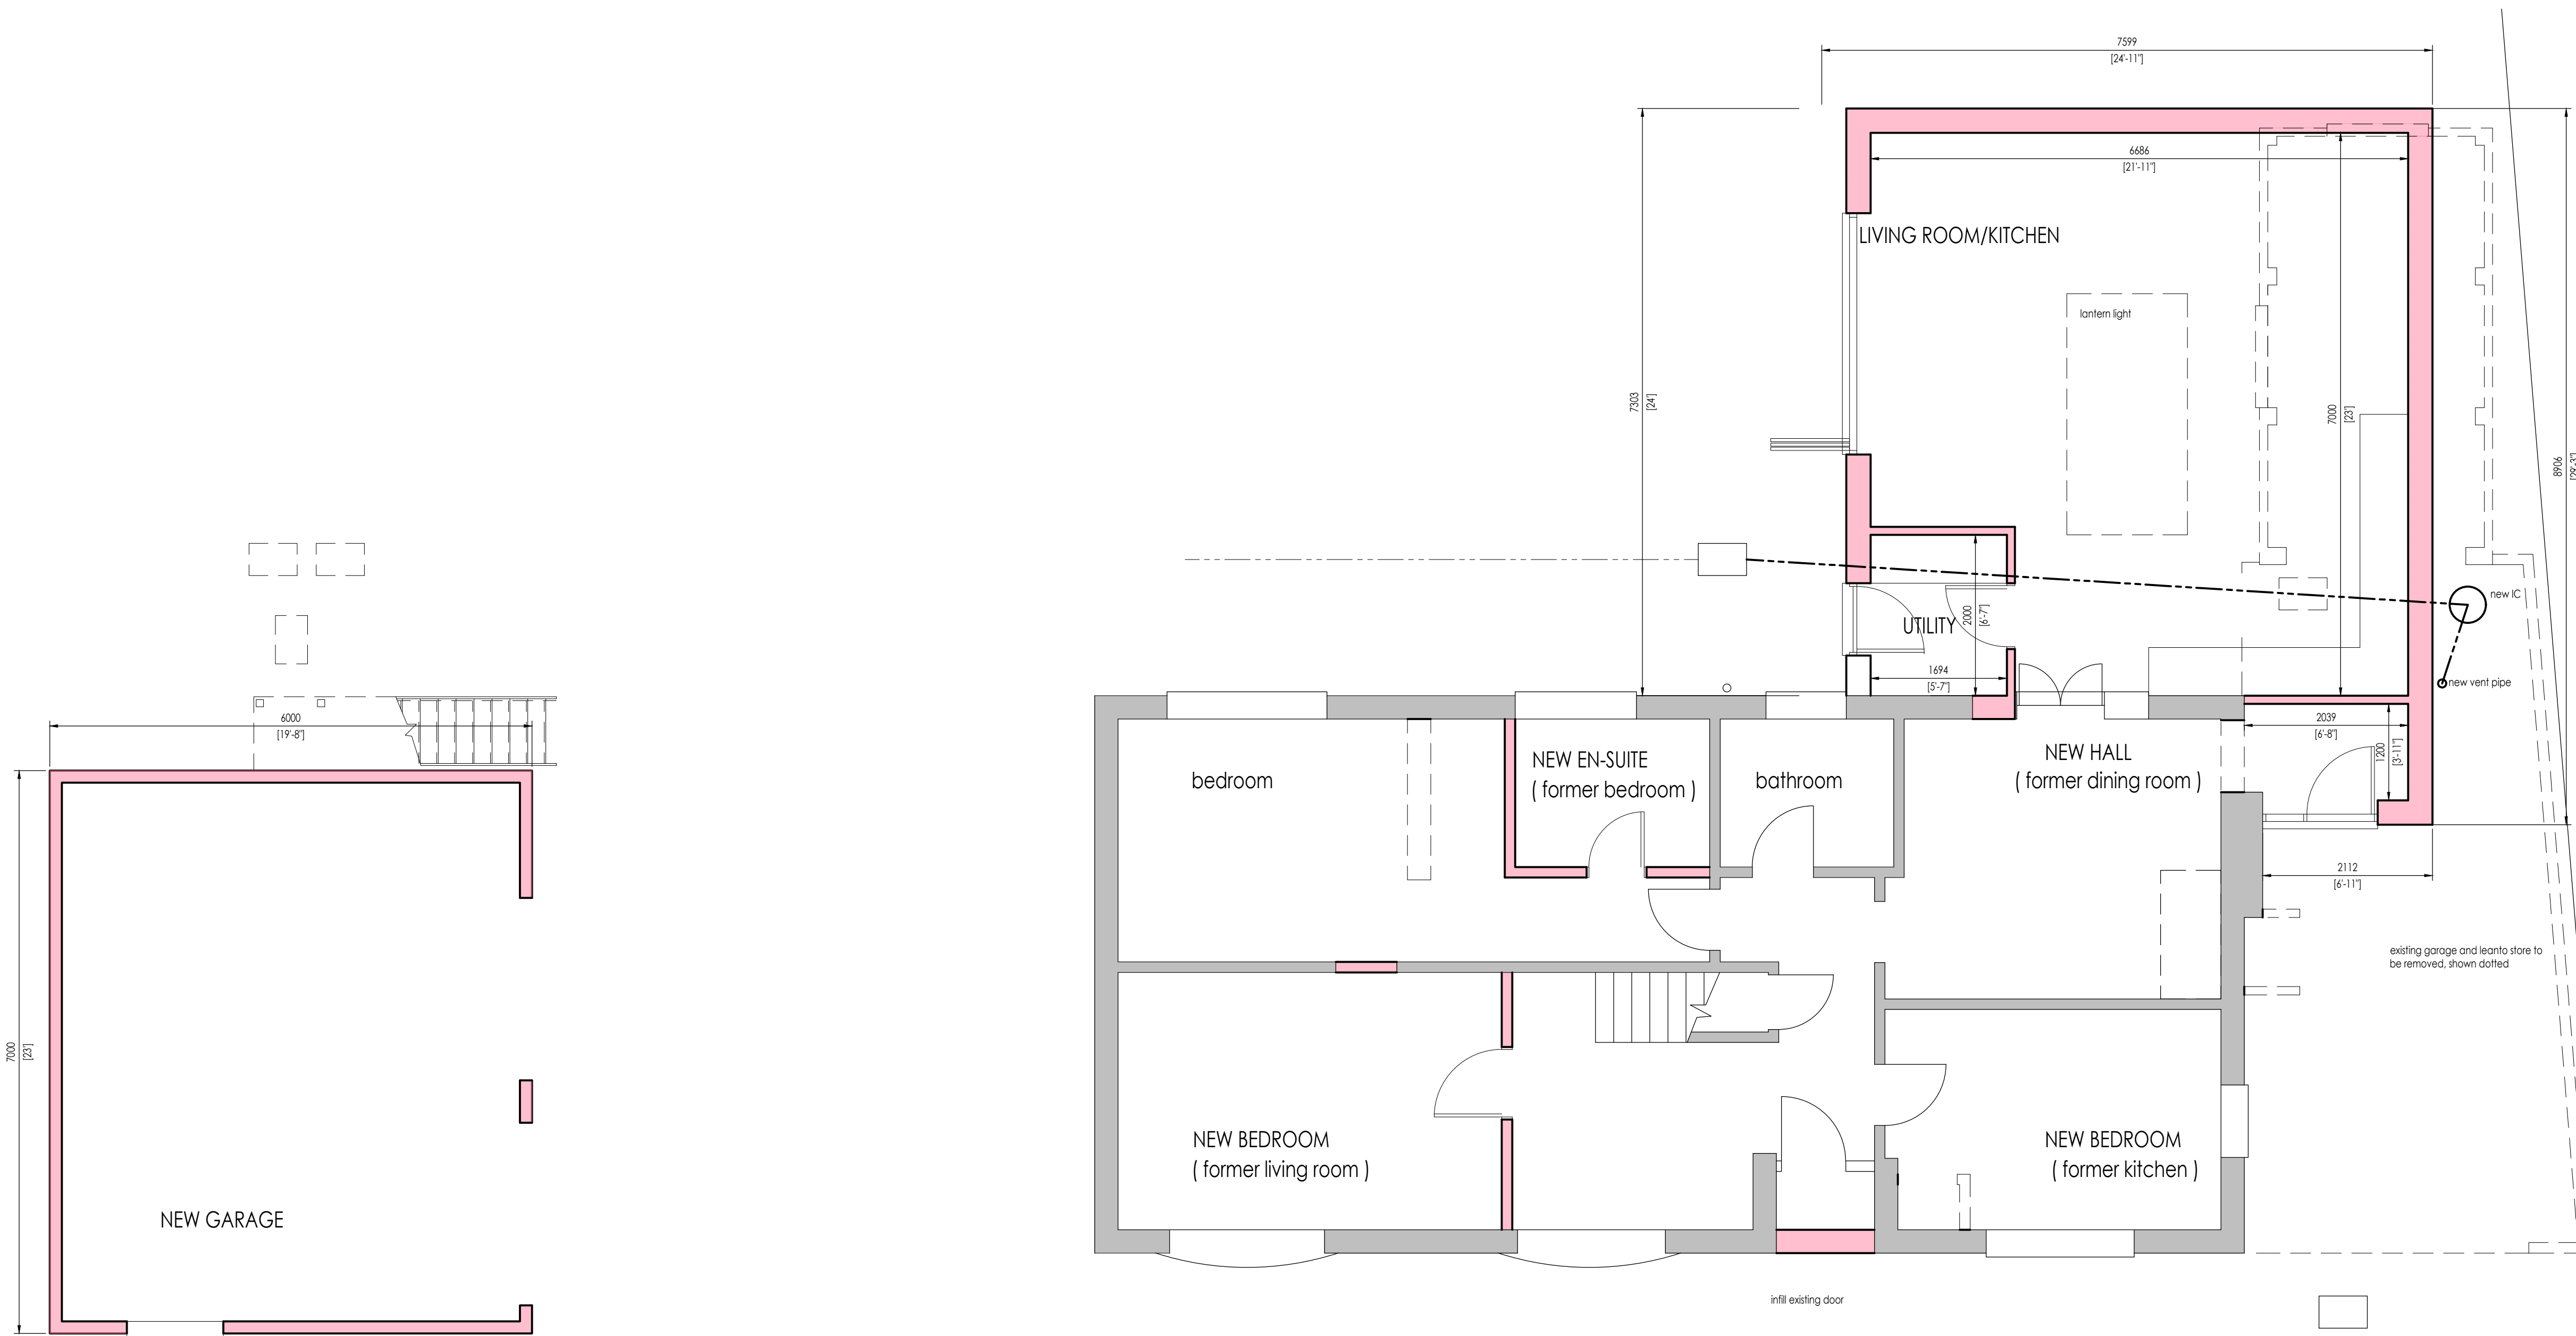 7599
[24'-11"]
6686
[21'-11"]
LIVING ROOM/KITCHEN
lantern light
7303
[24']
7000
[23']
8906
[29'-3"]
new IC
UTILITY
2000
[6'-7"]
1694
[5'-7"]
new vent pipe
6000
[19'-8"]
2039
[6'-8"]
1200
[3'-11"]
NEW EN-SUITE
( former bedroom )
bedroom
bathroom
NEW HALL
( former dining room )
2112
[6'-11"]
existing garage and leanto store to
be removed, shown dotted
7000
[23']
NEW BEDROOM
( former living room )
NEW BEDROOM
( former kitchen )
NEW GARAGE
infill existing door